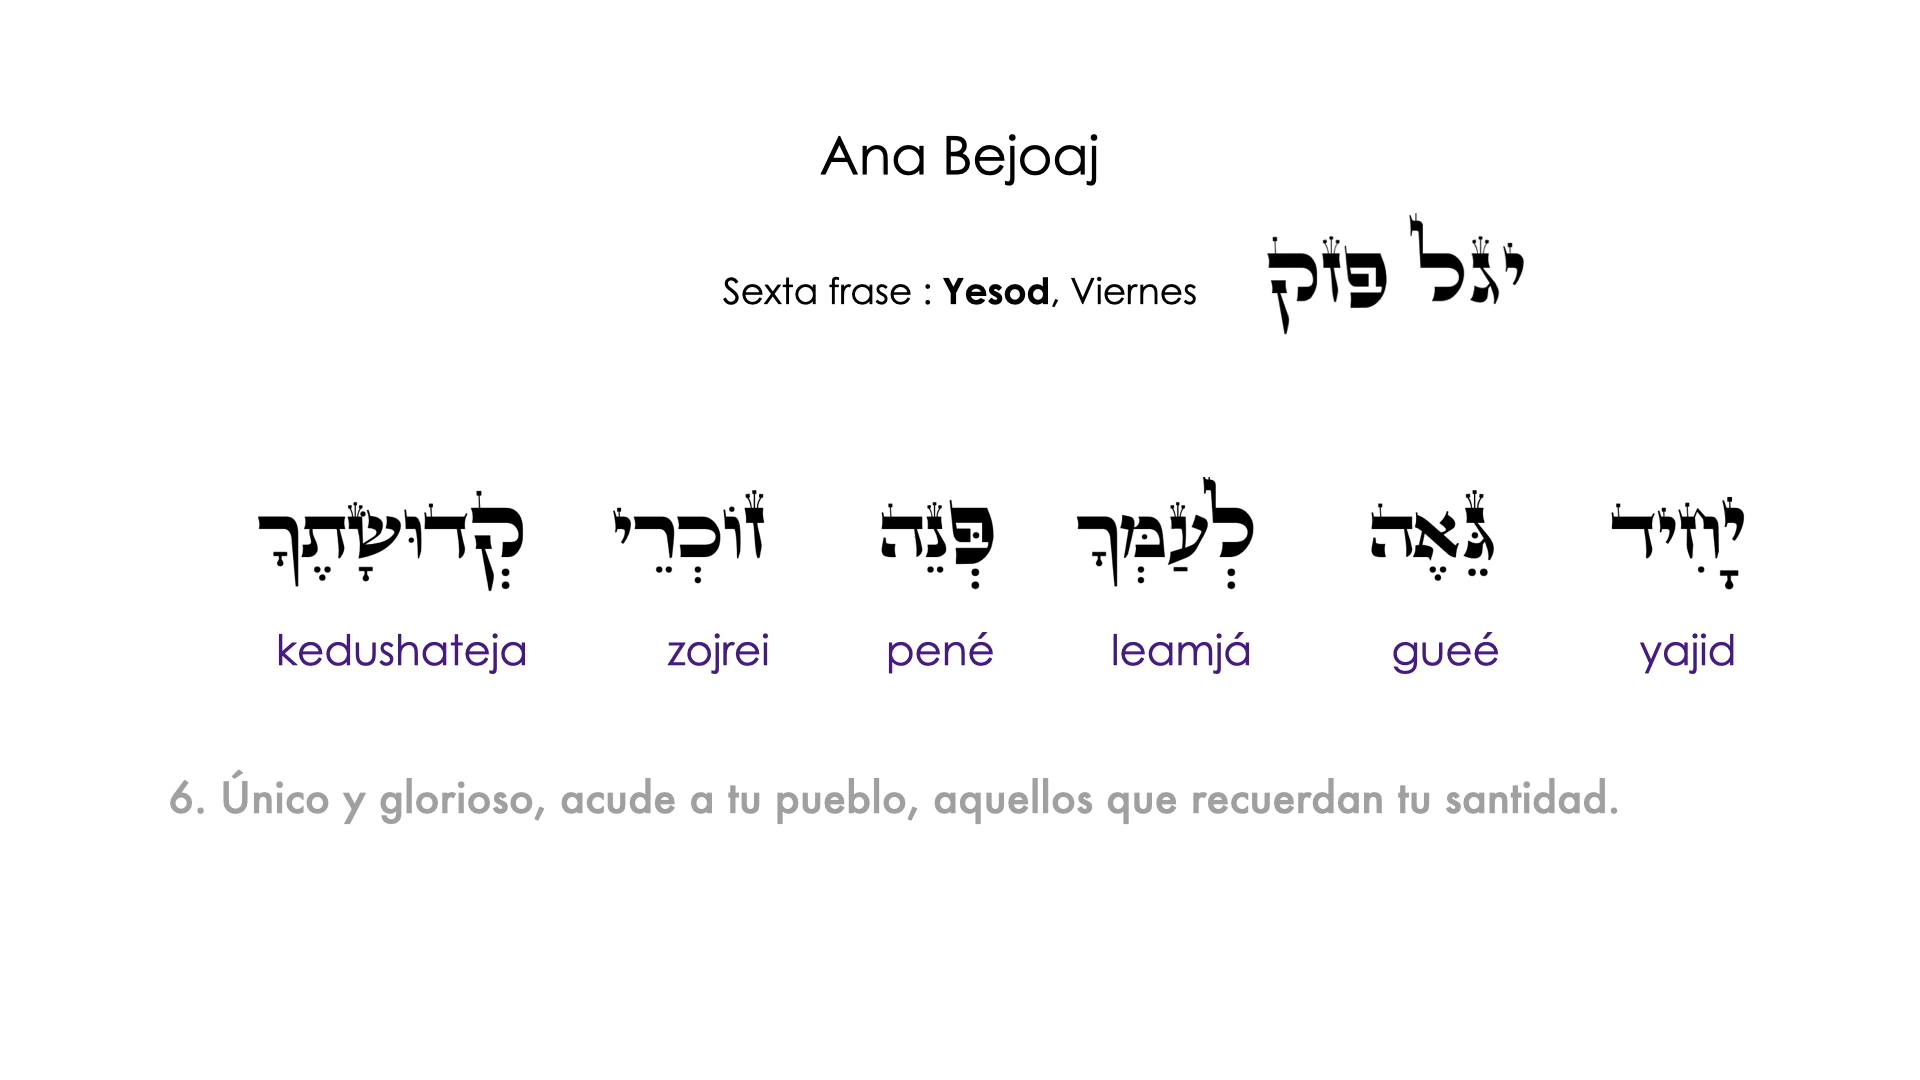 Ana Bejoaj
Sexta frase : Yesod, Viernes יגל פזק
יָחִיד גֵּאֶה לְעַמְּךָ פְּנֵה זוֹכְרֵי קְדוּשָׁתֶךָ
kedushateja zojrei pené leamjá gueé yajid
6. Único y glorioso, acude a tu pueblo, aquellos que recuerdan tu santidad.